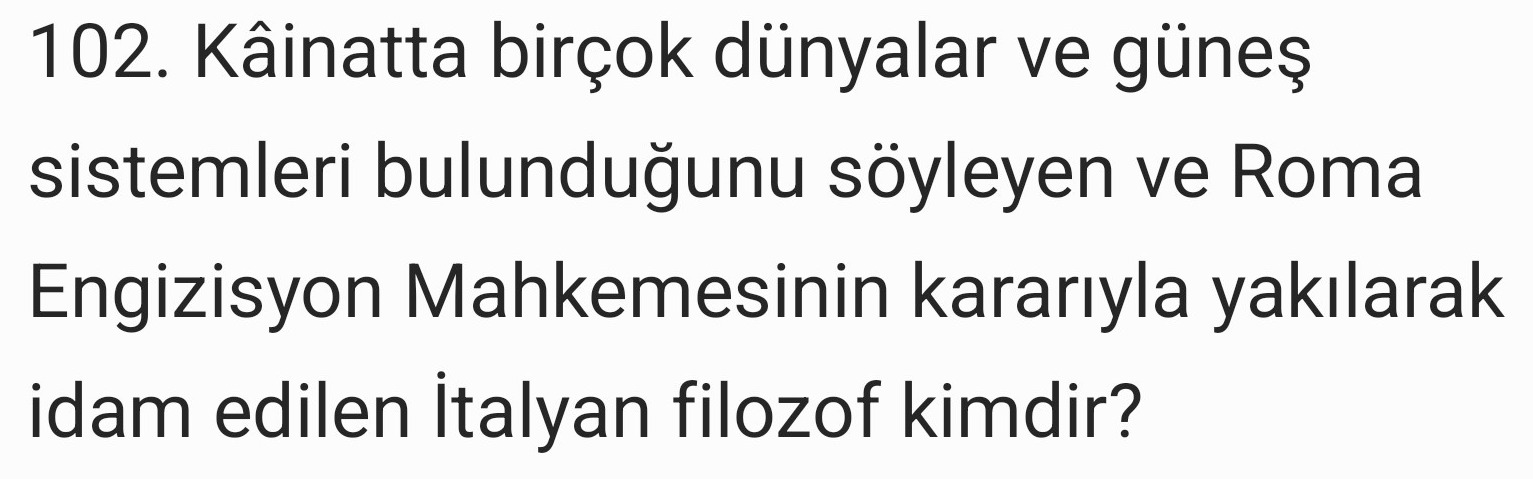 102. Kâinatta birçok dünyalar ve güneş
sistemleri bulunduğunu söyleyen ve Roma
Engizisyon Mahkemesinin kararıyla yakılarak
idam edilen İtalyan filozof kimdir?